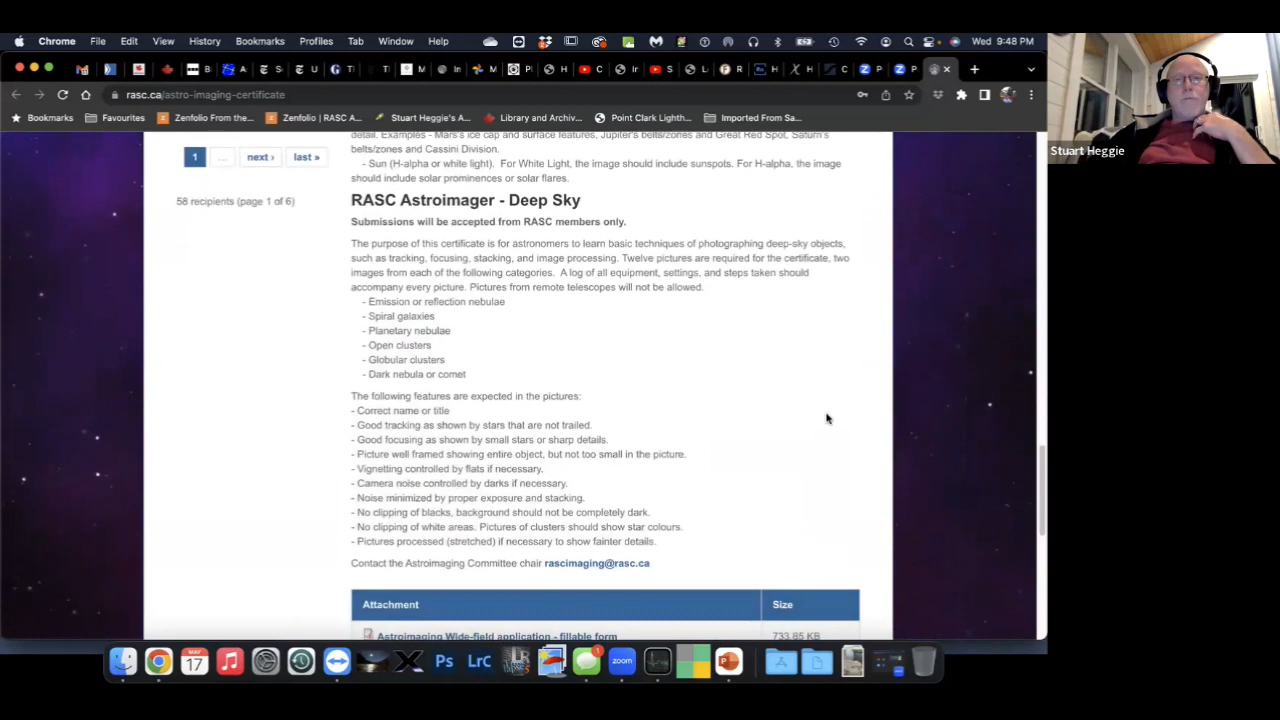 Chrome File Edit View History Bookmarks Profiles Tab Window Help Wed 9:48 PM
rasc.ca/astro-imaging-certificate
Bookmarks Favourites Zenfolio From the... Zenfolio | RASC A... Stuart Heggie's A... Library and Archiv... Point Clark Lighth... Imported From Sa...
Stuart Heggie
detail. Examples - Mars's ice cap and surface features, Jupiter's belts/zones and Great Red Spot, Saturn's
belts/zones and Cassini Division.
- Sun (H-alpha or white light). For White Light, the image should include sunspots. For H-alpha, the image
should include solar prominences or solar flares.
1 ... next › last »
58 recipients (page 1 of 6)
RASC Astroimager - Deep Sky
Submissions will be accepted from RASC members only.
The purpose of this certificate is for astronomers to learn basic techniques of photographing deep-sky objects,
such as tracking, focusing, stacking, and image processing. Twelve pictures are required for the certificate, two
images from each of the following categories. A log of all equipment, settings, and steps taken should
accompany every picture. Pictures from remote telescopes will not be allowed.
- Emission or reflection nebulae
- Spiral galaxies
- Planetary nebulae
- Open clusters
- Globular clusters
- Dark nebula or comet
The following features are expected in the pictures:
- Correct name or title
- Good tracking as shown by stars that are not trailed.
- Good focusing as shown by small stars or sharp details.
- Picture well framed showing entire object, but not too small in the picture.
- Vignetting controlled by flats if necessary.
- Camera noise controlled by darks if necessary.
- Noise minimized by proper exposure and stacking.
- No clipping of blacks, background should not be completely dark.
- No clipping of white areas. Pictures of clusters should show star colours.
- Pictures processed (stretched) if necessary to show fainter details.
Contact the Astroimaging Committee chair rascimaging@rasc.ca
Attachment Size
Astroimaging Wide-field application - fillable form 733.85 KB
MAY
17 Ps LrC zoom 1